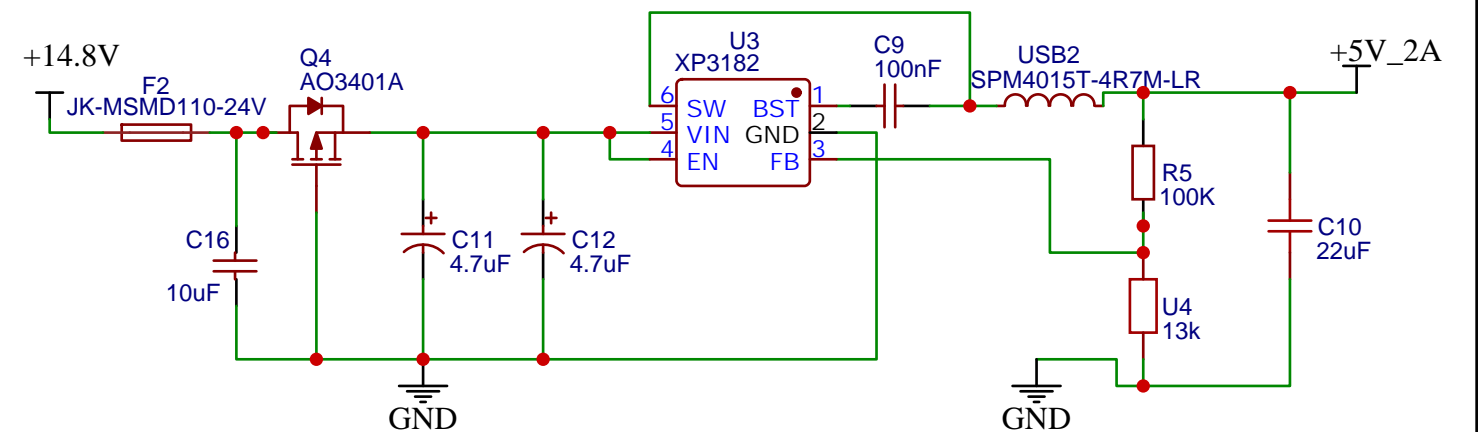 +14.8V
F2
JK-MSMD110-24V
Q4
AO3401A
U3
XP3182
6 SW BST 1
5 VIN GND 2
4 EN FB 3
C9
100nF
USB2
SPM4015T-4R7M-LR
+5V_2A
C16
10uF
+
C11
4.7uF
+
C12
4.7uF
R5
100K
C10
22uF
U4
13k
GND
GND